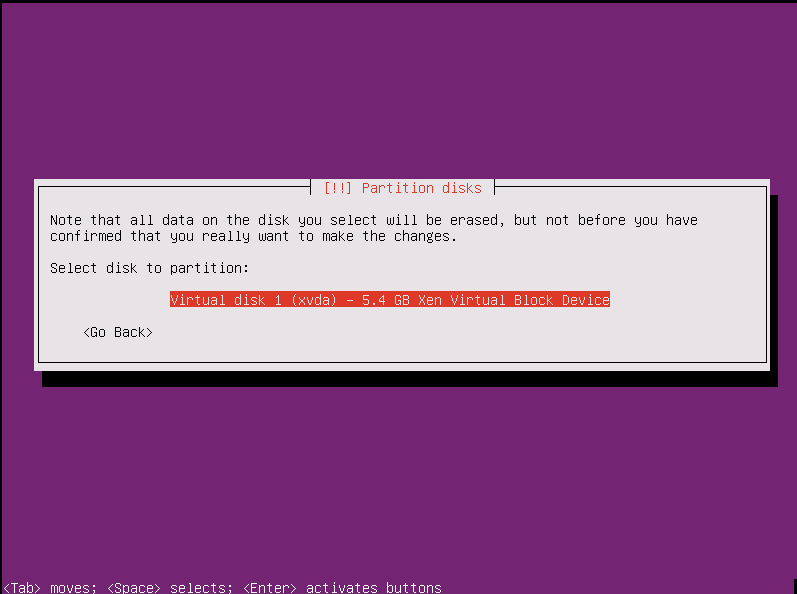 [!!] Partition disks
Note that all data on the disk you select will be erased, but not before you have
confirmed that you really want to make the changes.
Select disk to partition:
Virtual disk 1 (xvda) - 5.4 GB Xen Virtual Block Device
<Go Back>
<Tab> moves; <Space> selects; <Enter> activates buttons